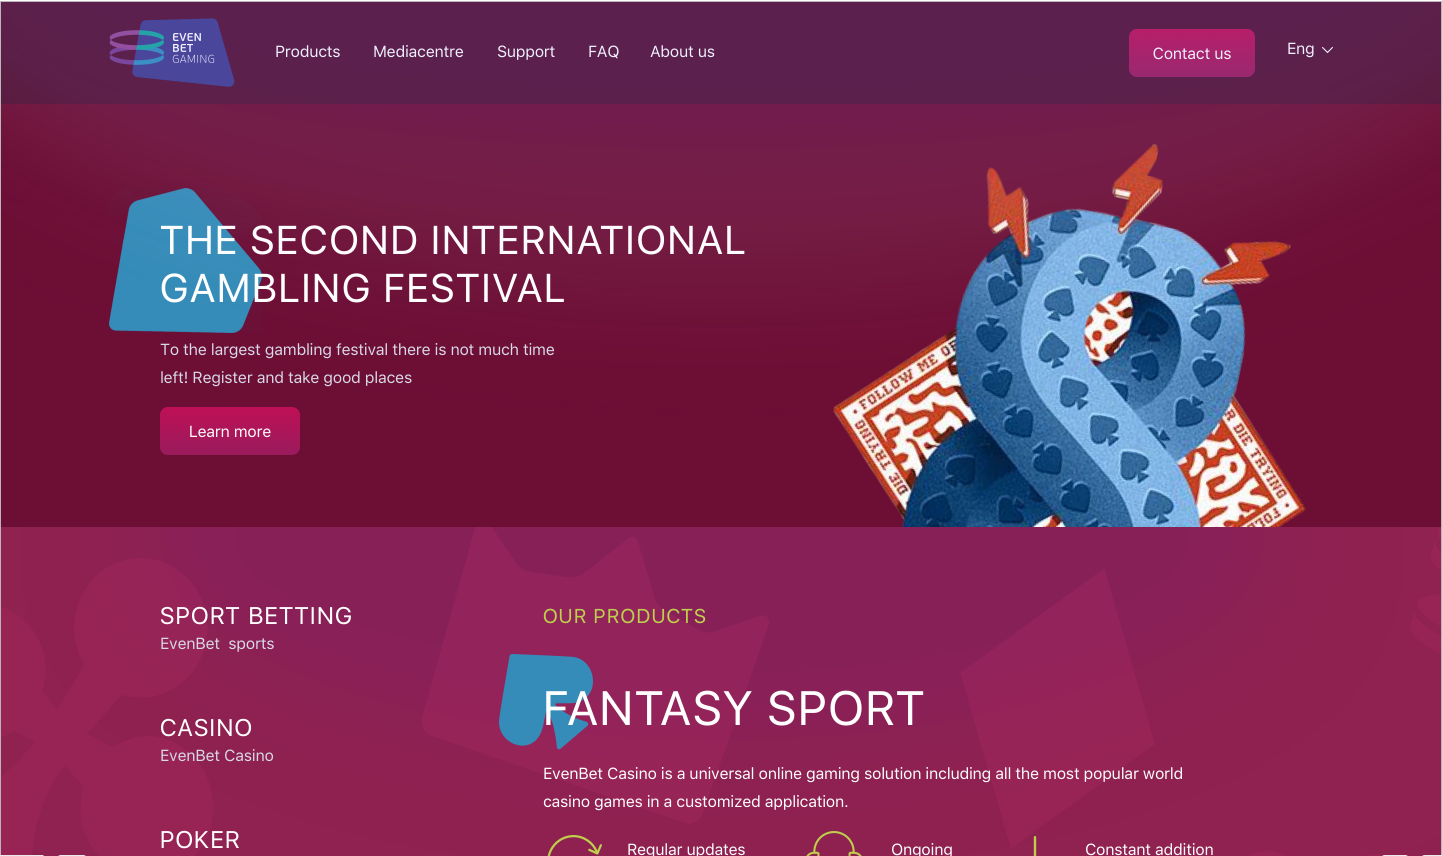 EVEN
BET
GAMING
Products
Mediacentre
Support
FAQ
About us
Contact us
Eng
THE SECOND INTERNATIONAL
GAMBLING FESTIVAL
To the largest gambling festival there is not much time
left! Register and take good places
Learn more
FOLLOW ME OR
DIE TRYING
R DIE TRYING
FOLLO
SPORT BETTING
EvenBet sports
CASINO
EvenBet Casino
POKER
OUR PRODUCTS
FANTASY SPORT
EvenBet Casino is a universal online gaming solution including all the most popular world
casino games in a customized application.
Regular updates
Ongoing
Constant addition